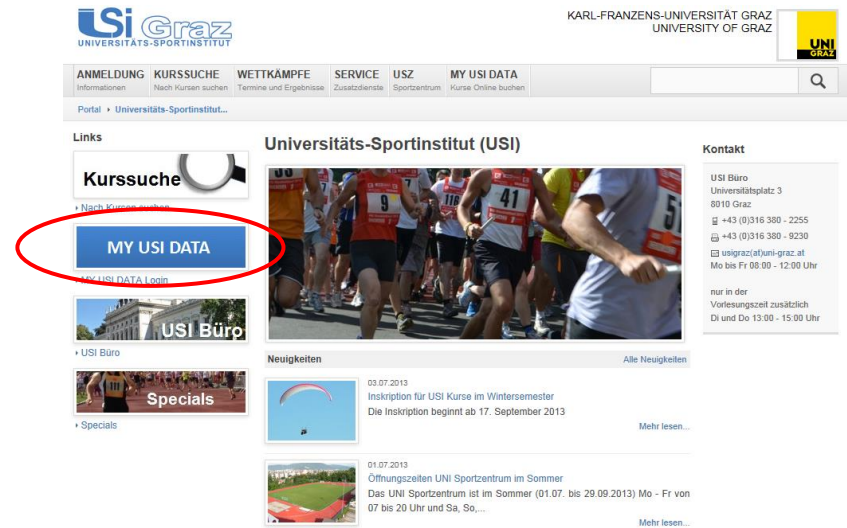 USi Graz
UNIVERSITÄTS-SPORTINSTITUT
KARL-FRANZENS-UNIVERSITÄT GRAZ
UNIVERSITY OF GRAZ
UNI
GRAZ
ANMELDUNG KURSSUCHE WETTKÄMPFE SERVICE USZ MY USI DATA
Informationen Nach Kursen suchen Termine und Ergebnisse Zusatzdienste Sportzentrum Kurse Online buchen
Portal Universitäts-Sportinstitut...
Links
Kurssuche
Nach Kursen suchen
MY USI DATA
MY USI DATA Login
USI Büro
USI Büro
Specials
Specials
Universitäts-Sportinstitut (USI)
9
116
41
51
Neuigkeiten Alle Neuigkeiten
03.07.2013
Inskription für USI Kurse im Wintersemester
Die Inskription beginnt ab 17. September 2013
Mehr lesen...
01.07.2013
Öffnungszeiten UNI Sportzentrum im Sommer
Das UNI Sportzentrum ist im Sommer (01.07. bis 29.09.2013) Mo - Fr von
07 bis 20 Uhr und Sa, So,...
Mehr lesen...
Kontakt
USI Büro
Universitätsplatz 3
8010 Graz
+43 (0)316 380 - 2255
+43 (0)316 380 - 9230
usigraz(at)uni-graz.at
Mo bis Fr 08:00 - 12:00 Uhr
nur in der
Vorlesungszeit zusätzlich
Di und Do 13:00 - 15:00 Uhr